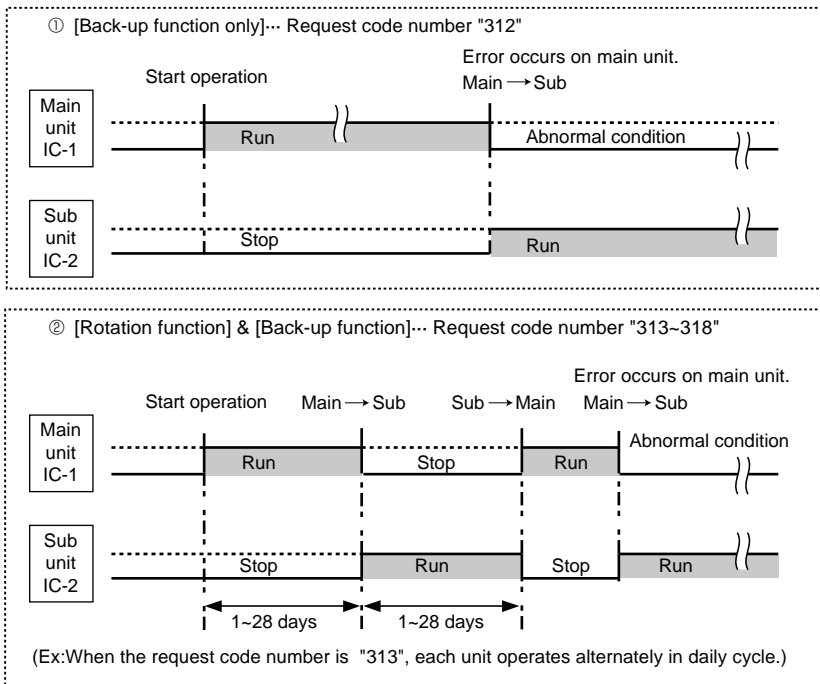 ① [Back-up function only]··· Request code number "312"
Error occurs on main unit.
Start operation
Main → Sub
Main
unit
IC-1
Run
Abnormal condition
Sub
unit
IC-2
Stop
Run
② [Rotation function] & [Back-up function]··· Request code number "313~318"
Error occurs on main unit.
Start operation
Main → Sub
Sub → Main
Main → Sub
Main
unit
IC-1
Run
Stop
Run
Abnormal condition
Sub
unit
IC-2
Stop
Run
Stop
Run
1~28 days
1~28 days
(Ex:When the request code number is "313", each unit operates alternately in daily cycle.)